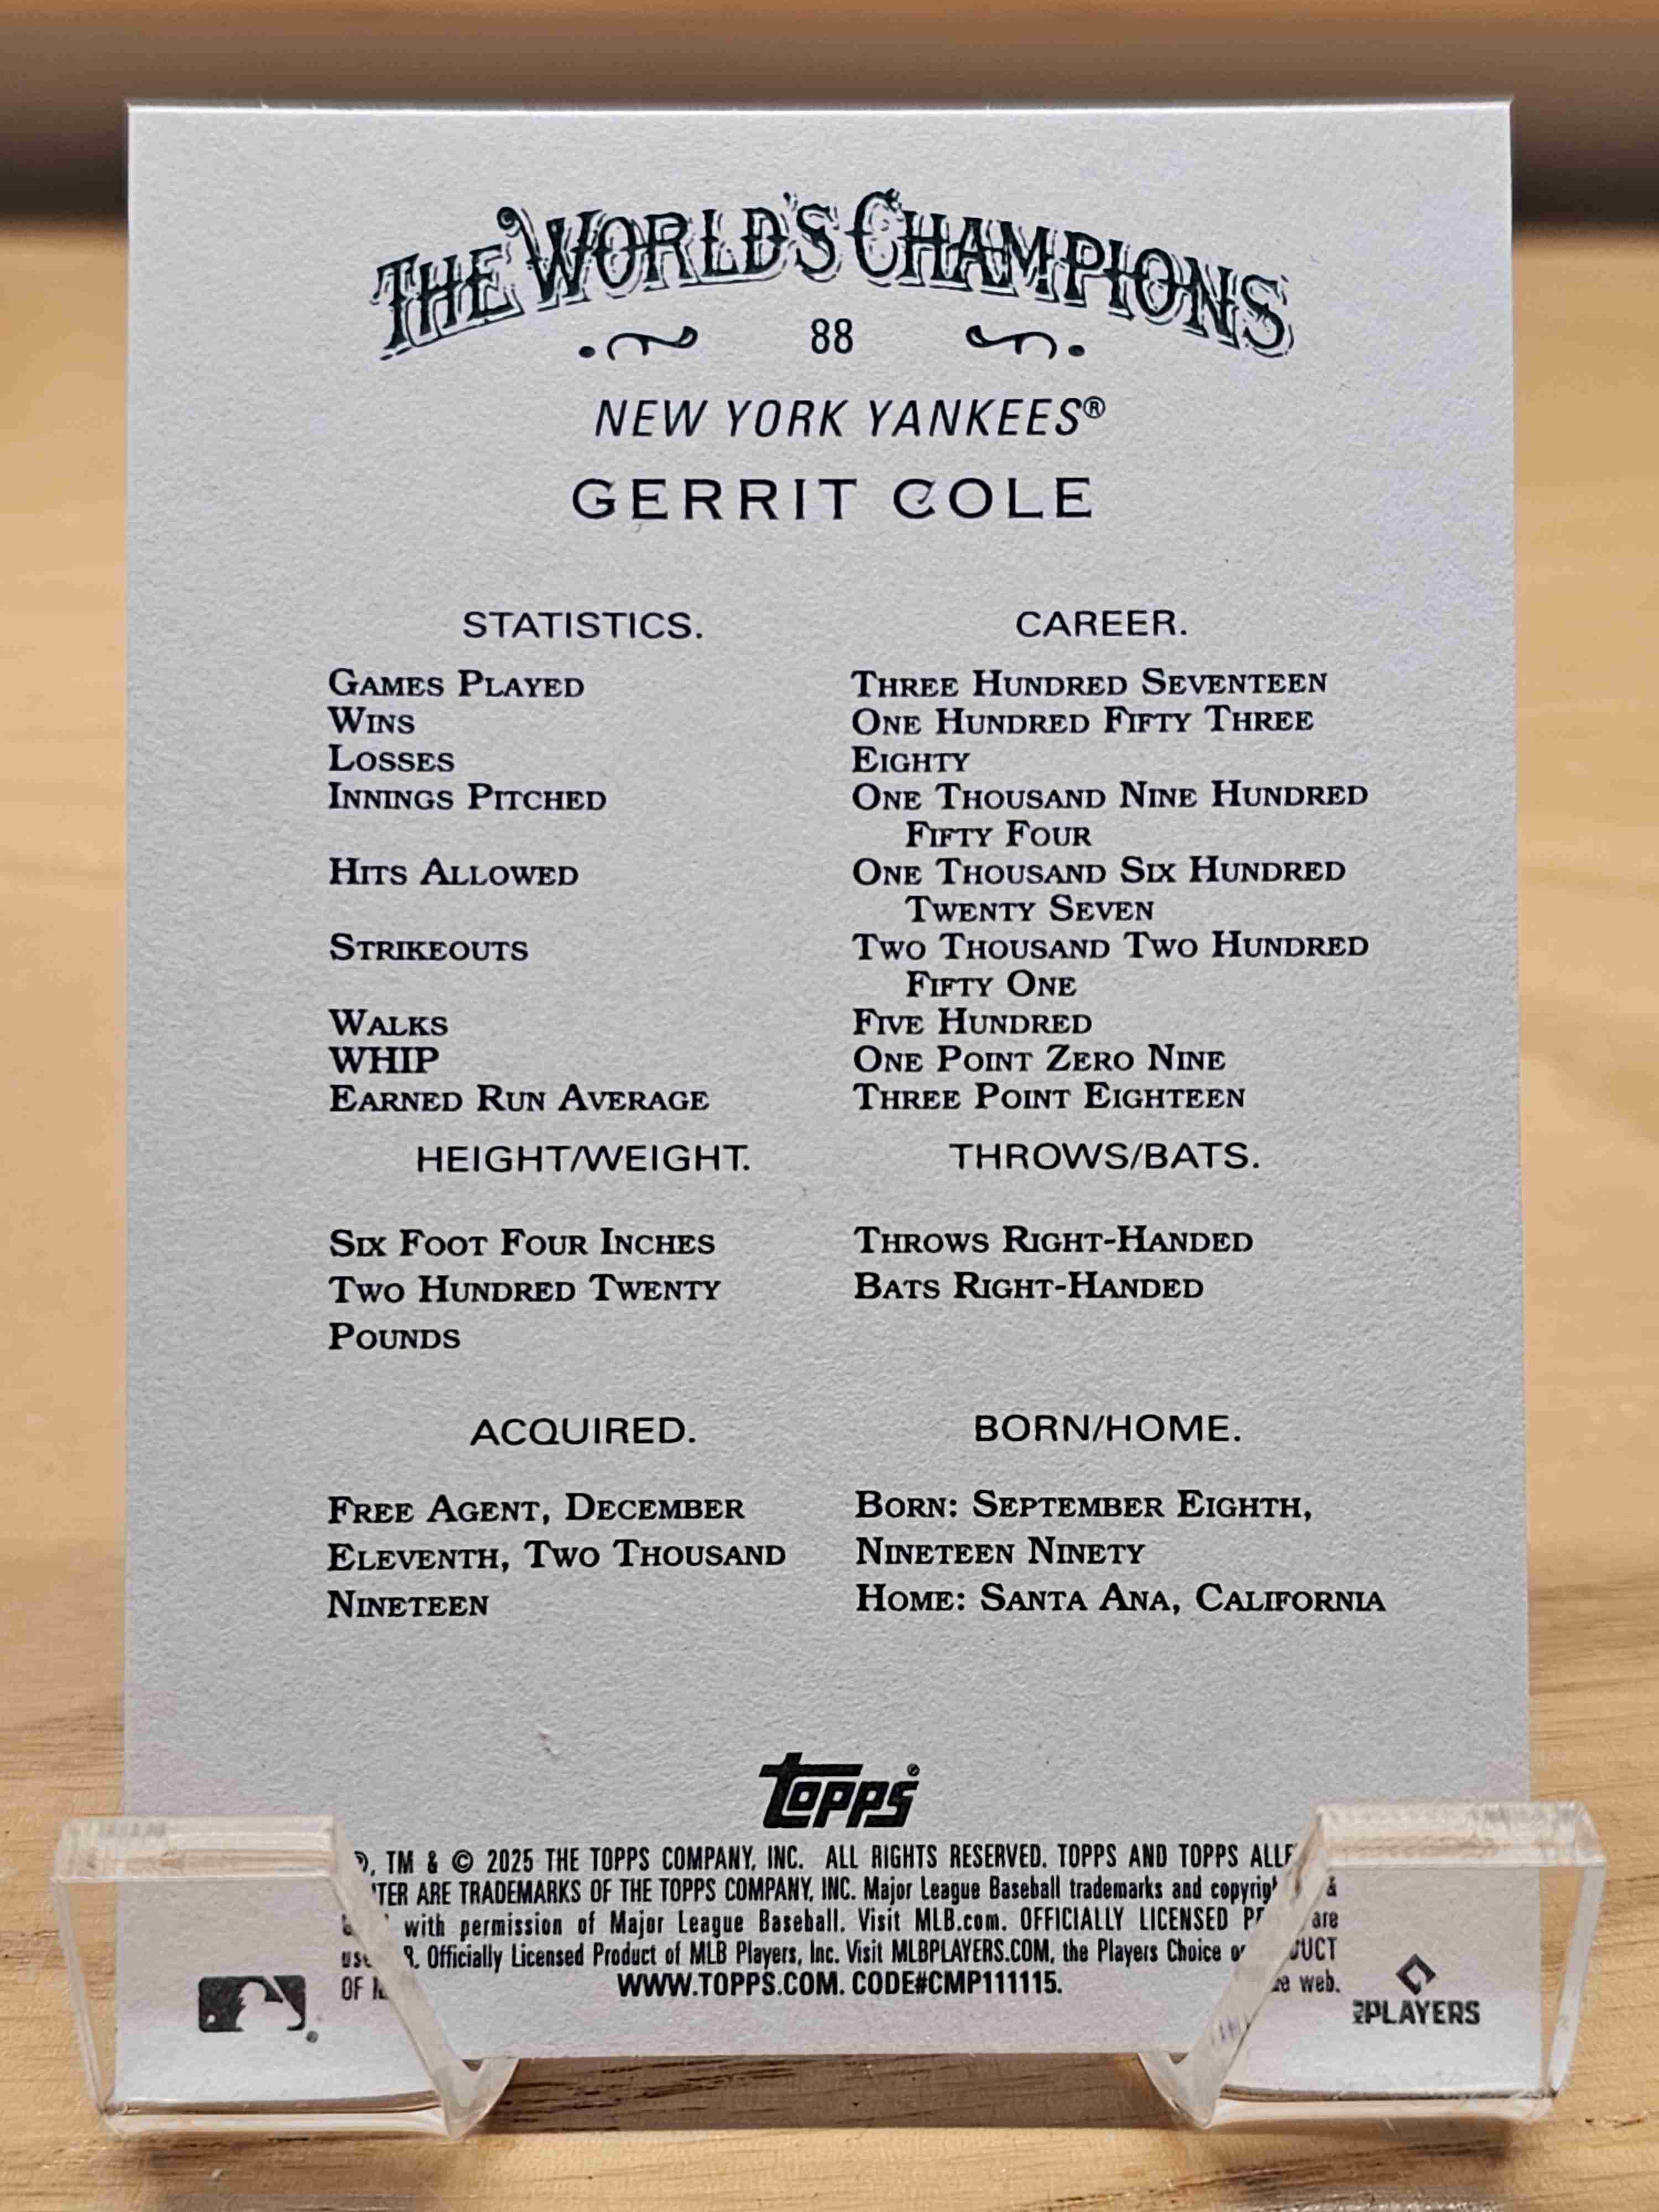 THE WORLD'S CHAMPIONS
88
NEW YORK YANKEES®
GERRIT COLE
STATISTICS. CAREER.
GAMES PLAYED THREE HUNDRED SEVENTEEN
WINS ONE HUNDRED FIFTY THREE
LOSSES EIGHTY
INNINGS PITCHED ONE THOUSAND NINE HUNDRED
FIFTY FOUR
HITS ALLOWED ONE THOUSAND SIX HUNDRED
TWENTY SEVEN
STRIKEOUTS TWO THOUSAND TWO HUNDRED
FIFTY ONE
WALKS FIVE HUNDRED
WHIP ONE POINT ZERO NINE
EARNED RUN AVERAGE THREE POINT EIGHTEEN
HEIGHT/WEIGHT.
SIX FOOT FOUR INCHES
TWO HUNDRED TWENTY
POUNDS
THROWS/BATS.
THROWS RIGHT-HANDED
BATS RIGHT-HANDED
ACQUIRED.
FREE AGENT, DECEMBER
ELEVENTH, TWO THOUSAND
NINETEEN
BORN/HOME.
BORN: SEPTEMBER EIGHTH,
NINETEEN NINETY
HOME: SANTA ANA, CALIFORNIA
topps®
TM & © 2025 THE TOPPS COMPANY, INC. ALL RIGHTS RESERVED. TOPPS AND TOPPS
ARE TRADEMARKS OF THE TOPPS COMPANY, INC. Major League Baseball trademarks and
with permission of Major League Baseball. Visit MLB.com. OFFICIALLY LICENSED are
Officially Licensed Product of MLB Players, Inc. Visit MLBPLAYERS.COM, the Players Choice
OF WWW.TOPPS.COM. CODE#CMP111115. web.
PLAYERS